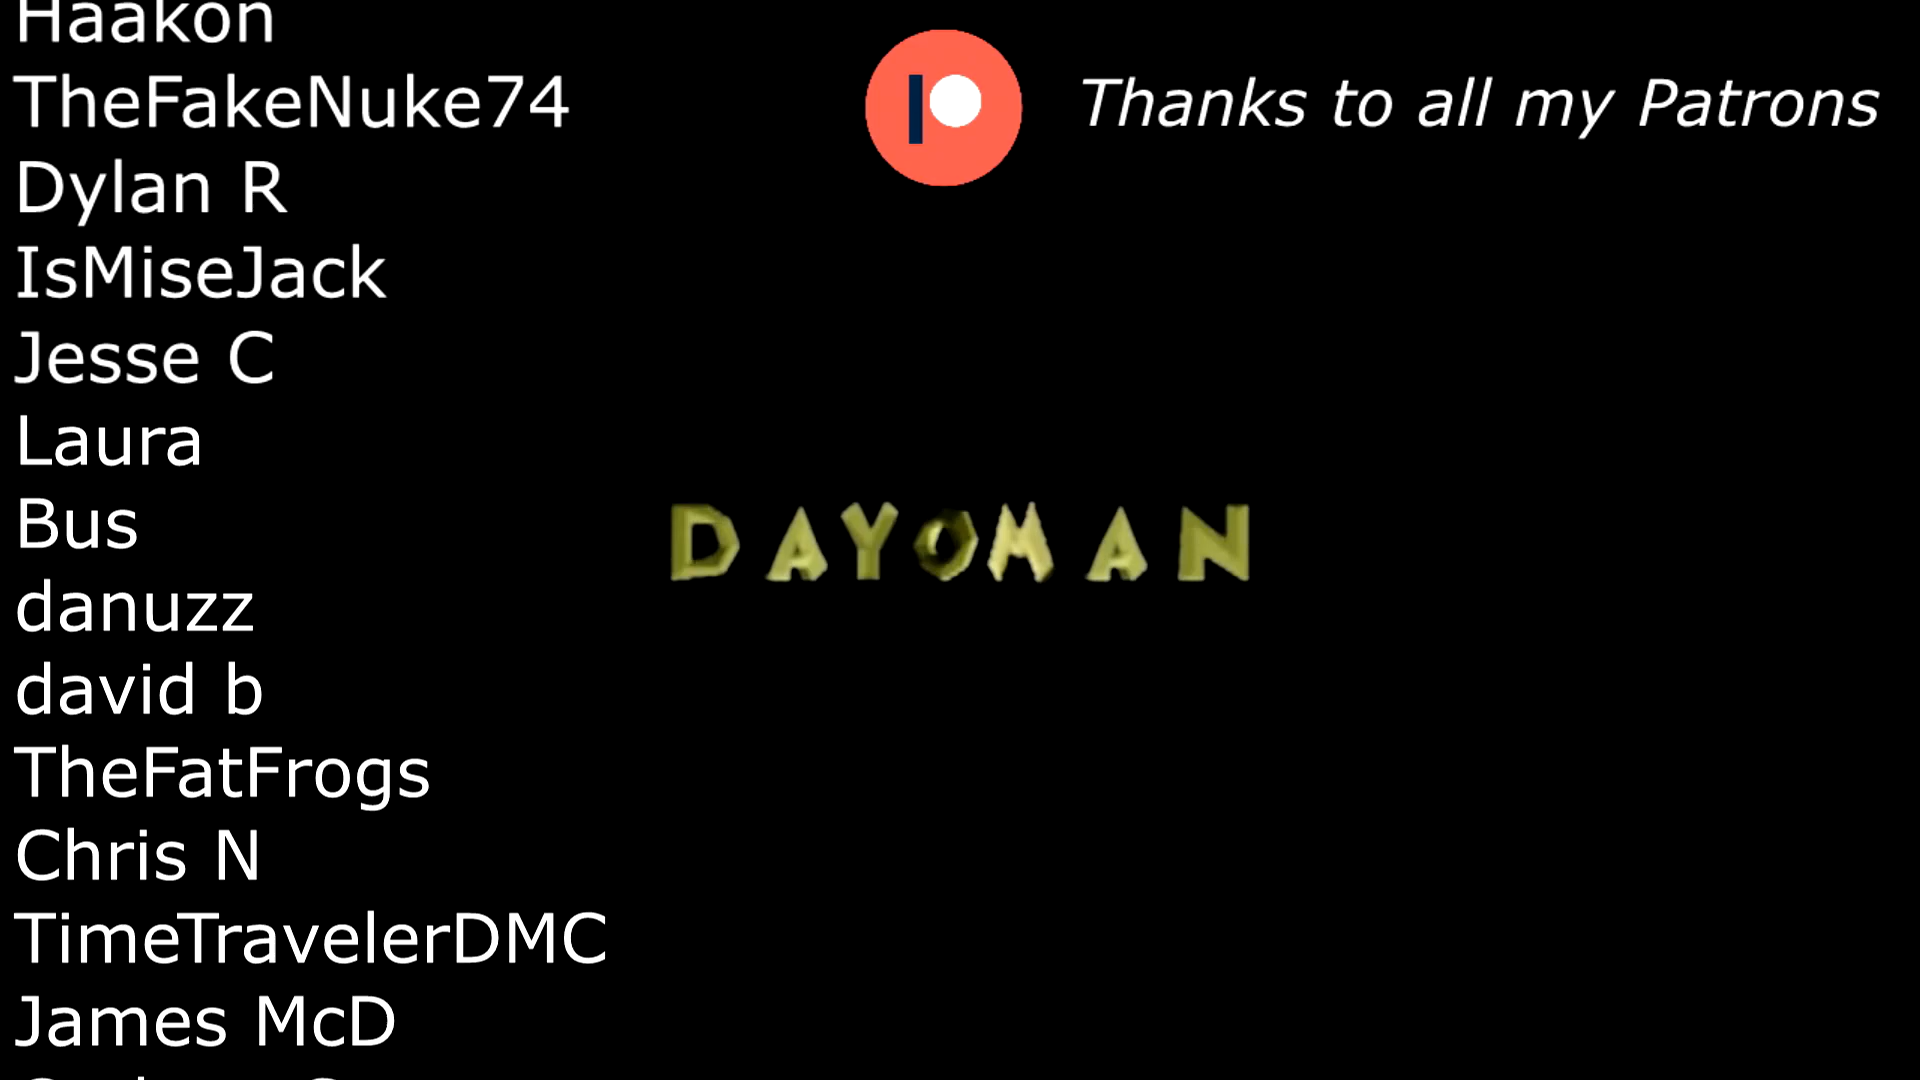 Haakon
TheFakeNuke74
Thanks to all my Patrons
Dylan R
IsMiseJack
Jesse C
Laura
Bus
DAYOMAN
danuzz
david b
TheFatFrogs
Chris N
TimeTravelerDMC
James McD